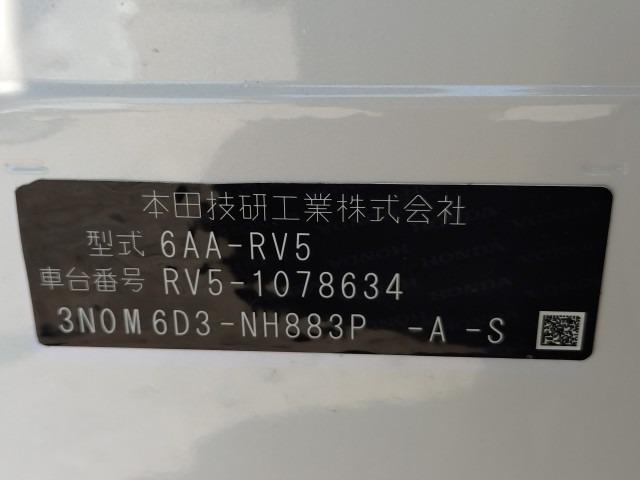 本田技研工業株式会社
型式 6AA-RV5
車台番号 RV5-1078634
3N0M6D3-NH883P -A -S